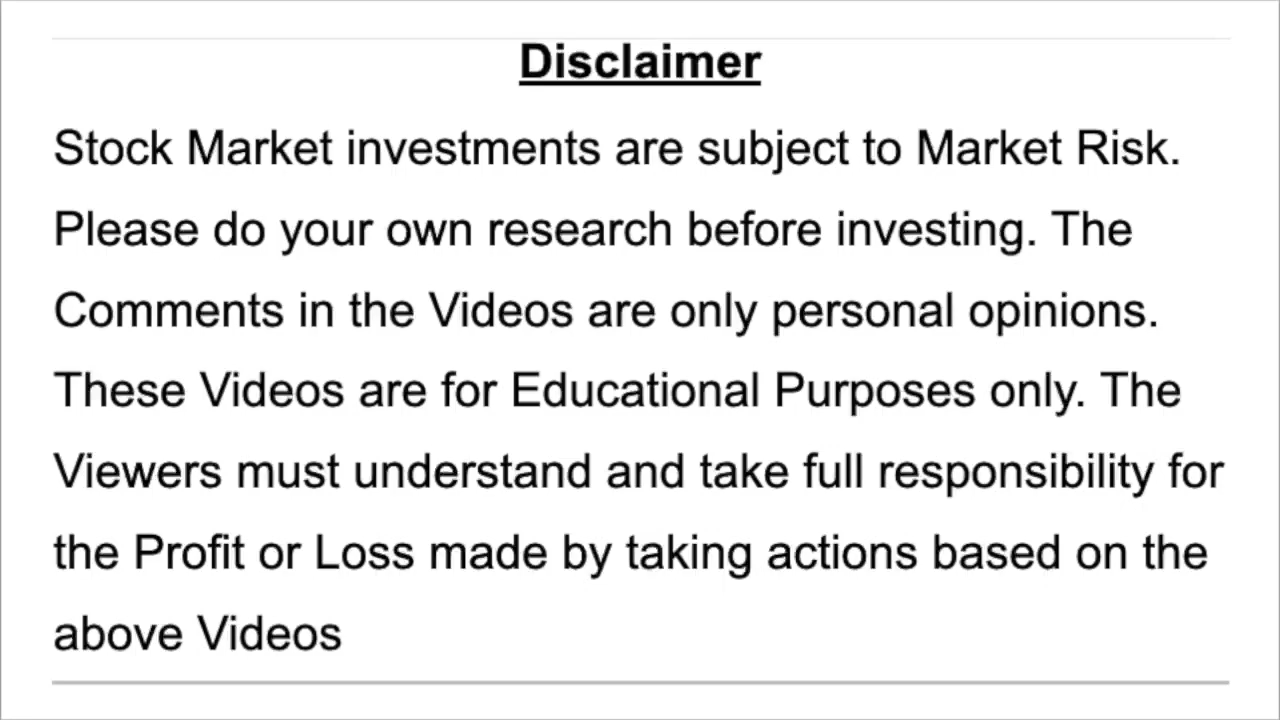 Disclaimer
Stock Market investments are subject to Market Risk.
Please do your own research before investing. The
Comments in the Videos are only personal opinions.
These Videos are for Educational Purposes only. The
Viewers must understand and take full responsibility for
the Profit or Loss made by taking actions based on the
above Videos